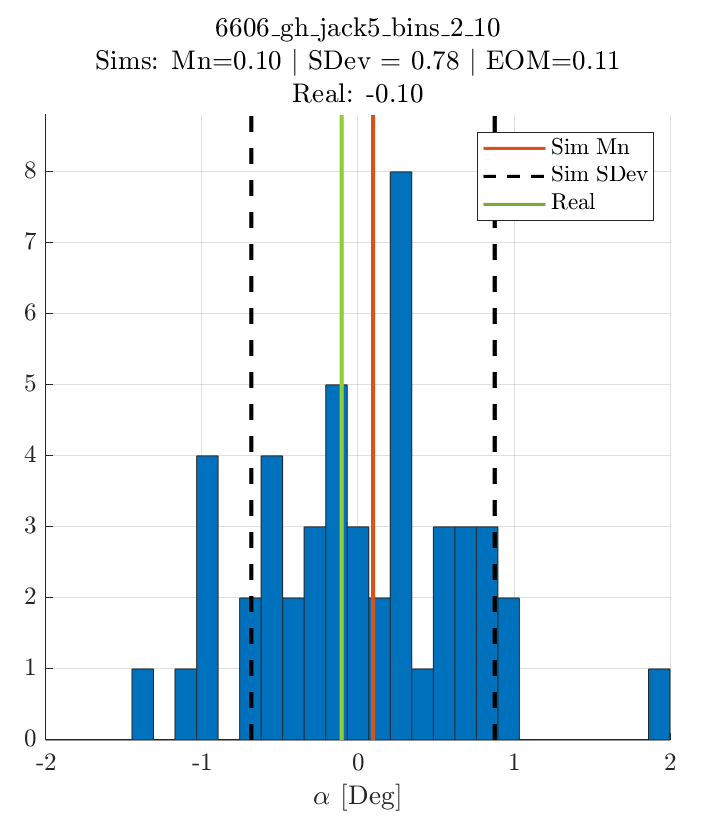 6606_gh_jack5_bins_2_10
Sims: Mn=0.10 | SDev = 0.78 | EOM=0.11
Real: -0.10
Sim Mn
Sim SDev
Real
8
7
6
5
4
3
2
1
0
-2 -1 0 1 2
α [Deg]